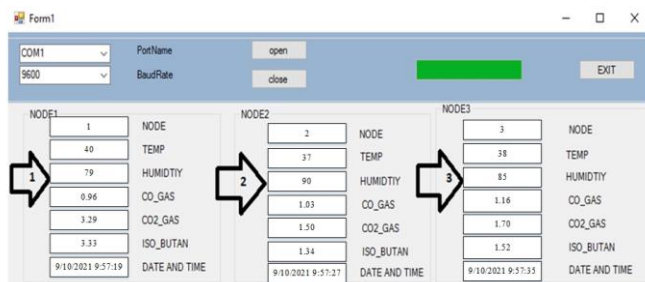 Form1
COM1 PortName open
9600 BaudRate close
EXIT
NODE1
1 NODE
40 TEMP
1 79 HUMIDTIY
0.96 CO_GAS
3.29 CO2_GAS
3.33 ISO_BUTAN
9/10/2021 9:57:19 DATE AND TIME
NODE2
2 NODE
37 TEMP
2 90 HUMIDTIY
1.03 CO_GAS
1.50 CO2_GAS
1.34 ISO_BUTAN
9/10/2021 9:57:27 DATE AND TIME
NODE3
3 NODE
38 TEMP
3 85 HUMIDTIY
1.16 CO_GAS
1.70 CO2_GAS
1.52 ISO_BUTAN
9/10/2021 9:57:35 DATE AND TIME